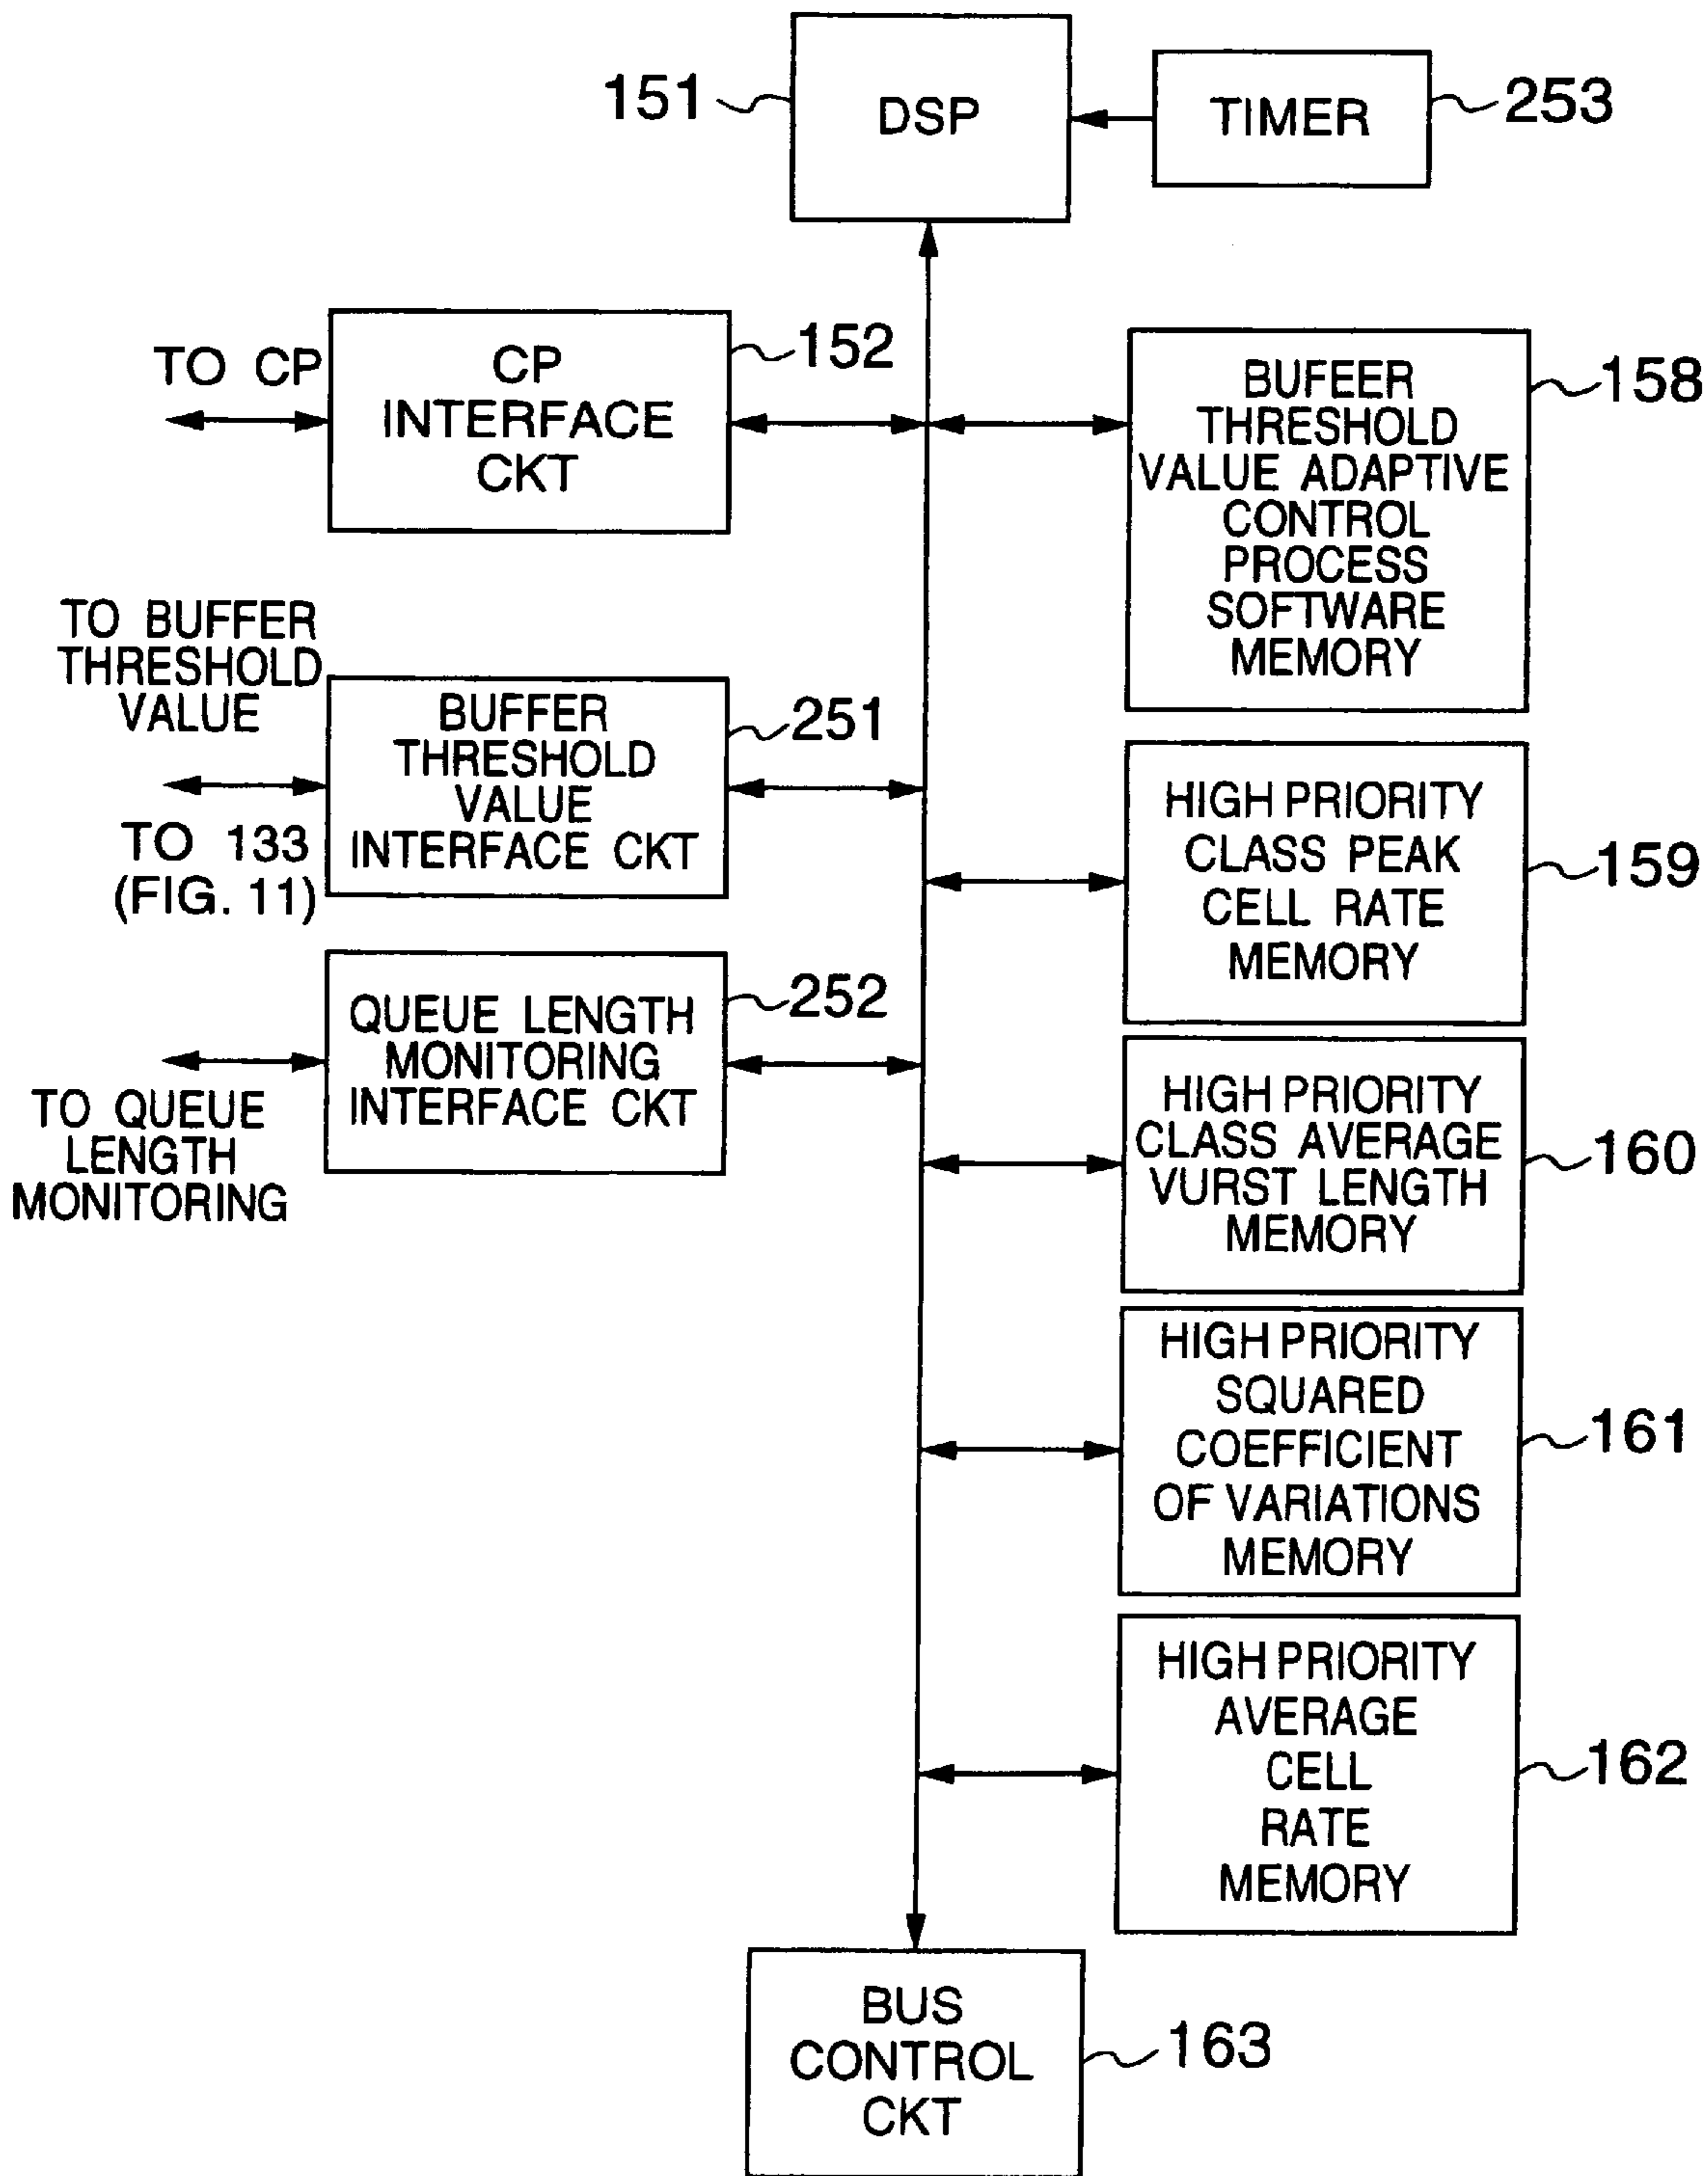 151
DSP
TIMER
253
TO CP
CP
INTERFACE
CKT
152
BUFEER
THRESHOLD
VALUE ADAPTIVE
CONTROL
PROCESS
SOFTWARE
MEMORY
158
TO BUFFER
THRESHOLD
VALUE
TO 133
(FIG. 11)
BUFFER
THRESHOLD
VALUE
INTERFACE CKT
251
HIGH PRIORITY
CLASS PEAK
CELL RATE
MEMORY
159
QUEUE LENGTH
MONITORING
INTERFACE CKT
252
TO QUEUE
LENGTH
MONITORING
HIGH PRIORITY
CLASS AVERAGE
VURST LENGTH
MEMORY
160
HIGH PRIORITY
SQUARED
COEFFICIENT
OF VARIATIONS
MEMORY
161
HIGH PRIORITY
AVERAGE
CELL
RATE
MEMORY
162
BUS
CONTROL
CKT
163